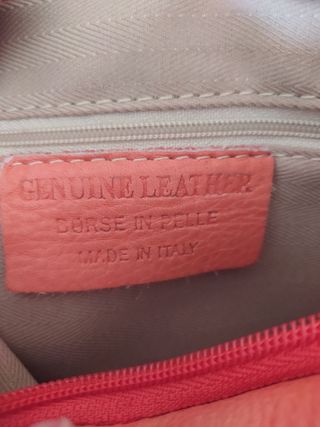 GENUINE LEATHER
BORSE IN PELLE
MADE IN ITALY